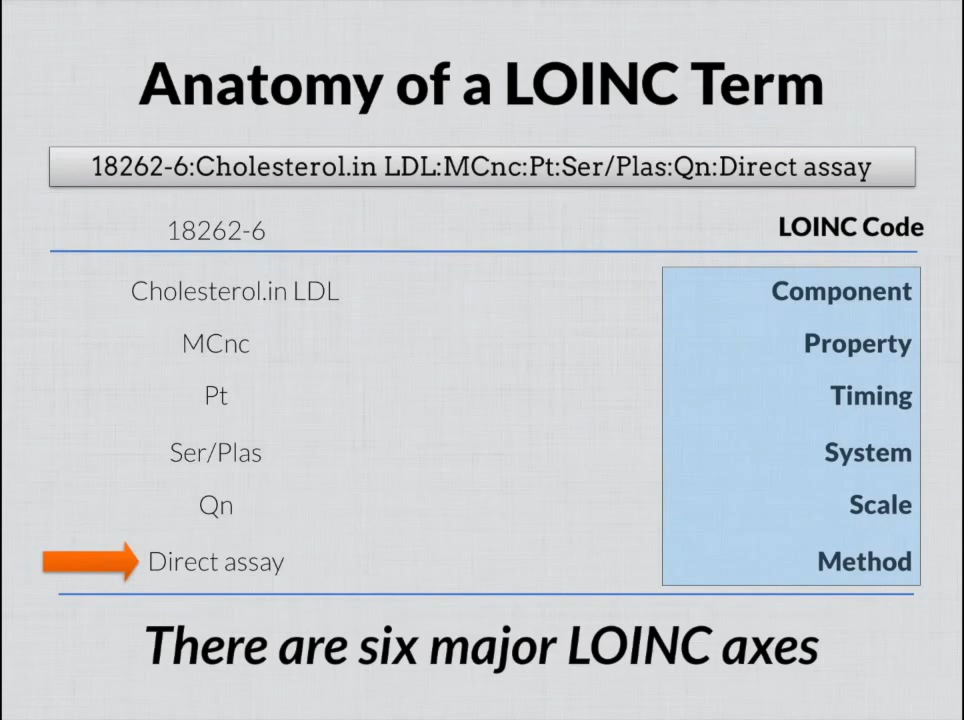 Anatomy of a LOINC Term
18262-6:Cholesterol.in LDL:MCnc:Pt:Ser/Plas:Qn:Direct assay
18262-6 LOINC Code
Cholesterol.in LDL Component
MCnc Property
Pt Timing
Ser/Plas System
Qn Scale
Direct assay Method
There are six major LOINC axes